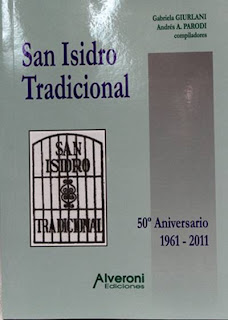 Gabriela GIURLANI
Andrés A. PARODI
compiladores
San Isidro
Tradicional
SAN
ISIDRO
TRADICIONAL
50º Aniversario
1961 - 2011
Alveroni
Ediciones